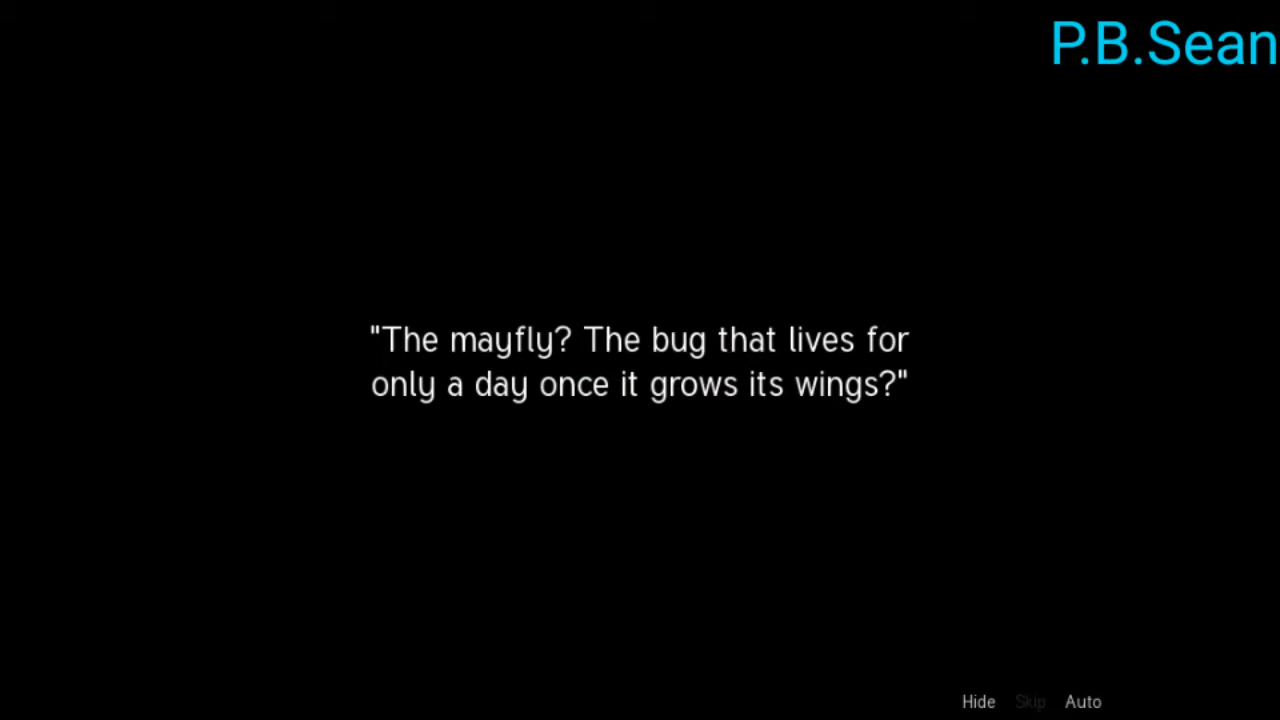 P.B.Sean
"The mayfly? The bug that lives for
only a day once it grows its wings?"
Hide Skip Auto